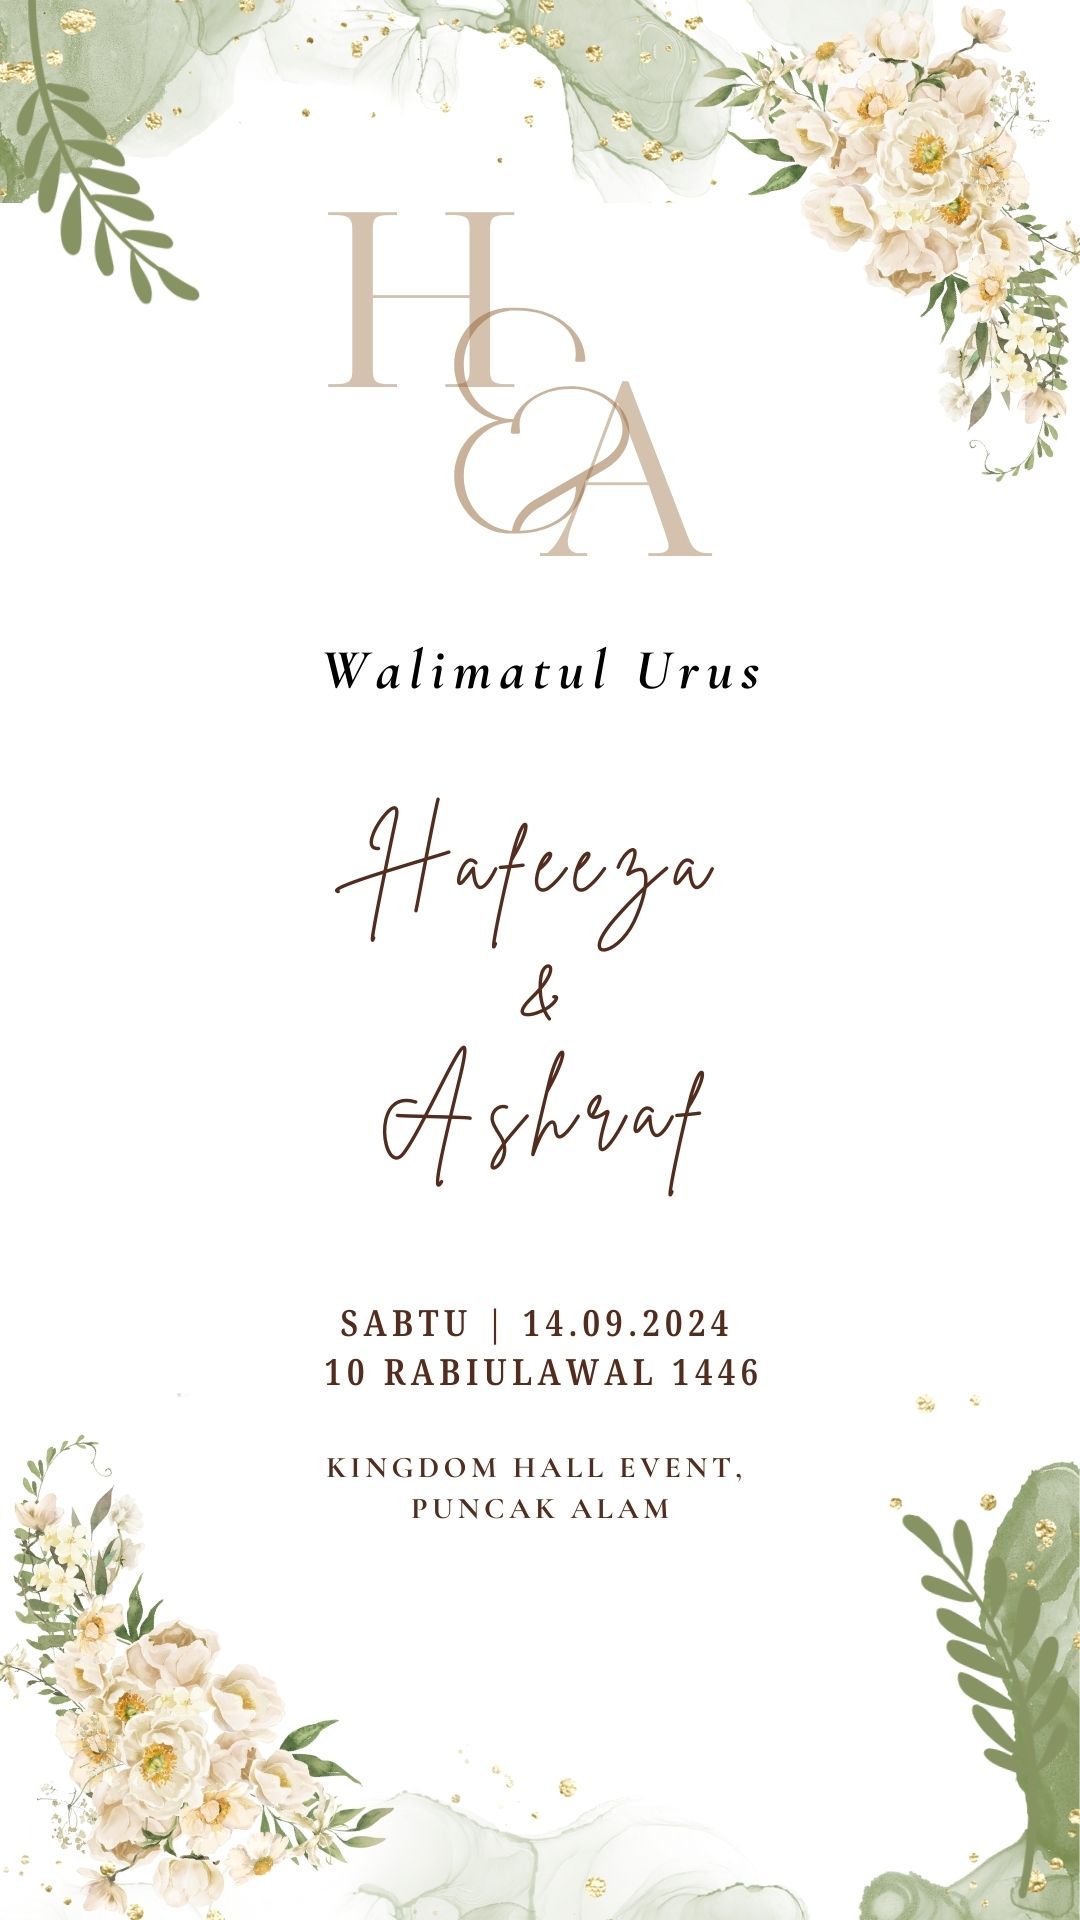 H
&
A
Walimatul Urus
Hafeeza
&
Ashraf
SABTU | 14.09.2024
10 RABIULAWAL 1446
KINGDOM HALL EVENT,
PUNCAK ALAM